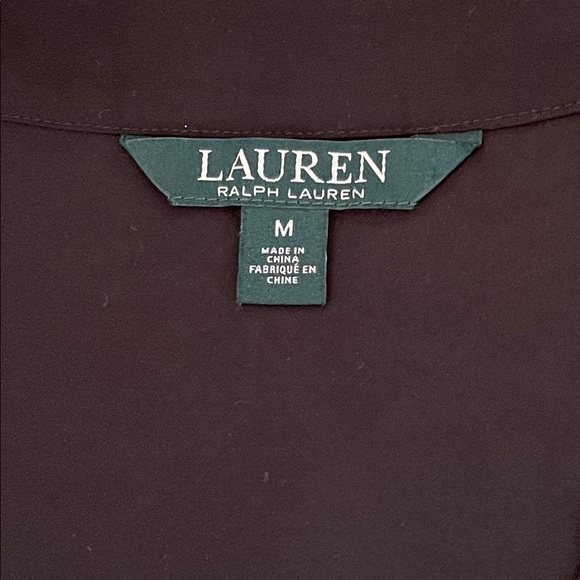 LAUREN
RALPH LAUREN
M
MADE IN
CHINA
FABRIQUÉ EN
CHINE